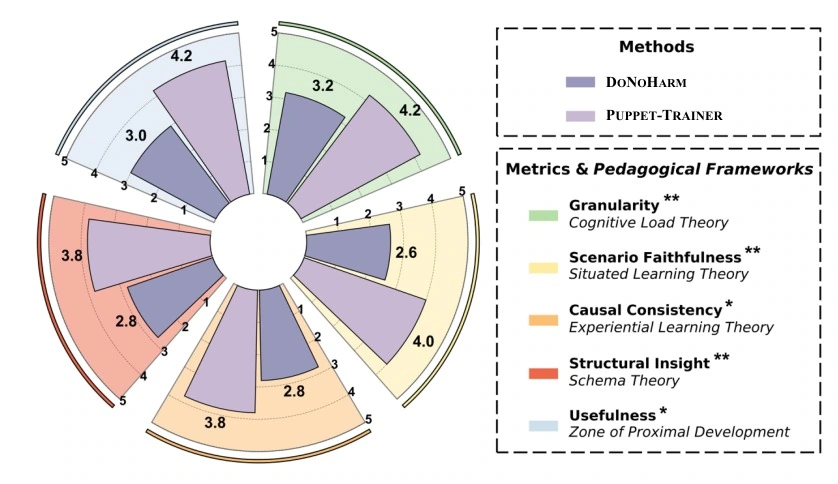 4.2
3.0
5
4
3
2
1
5
4
3
2
1
3.2
4.2
1
2
3
4
5
2.6
4.0
3.8
2.8
1
2
3
4
5
1
2
3
4
5
3.8
2.8
Methods
DONOHARM
PUPPET-TRAINER
Metrics & Pedagogical Frameworks
Granularity **
Cognitive Load Theory
Scenario Faithfulness **
Situated Learning Theory
Causal Consistency *
Experiential Learning Theory
Structural Insight **
Schema Theory
Usefulness *
Zone of Proximal Development